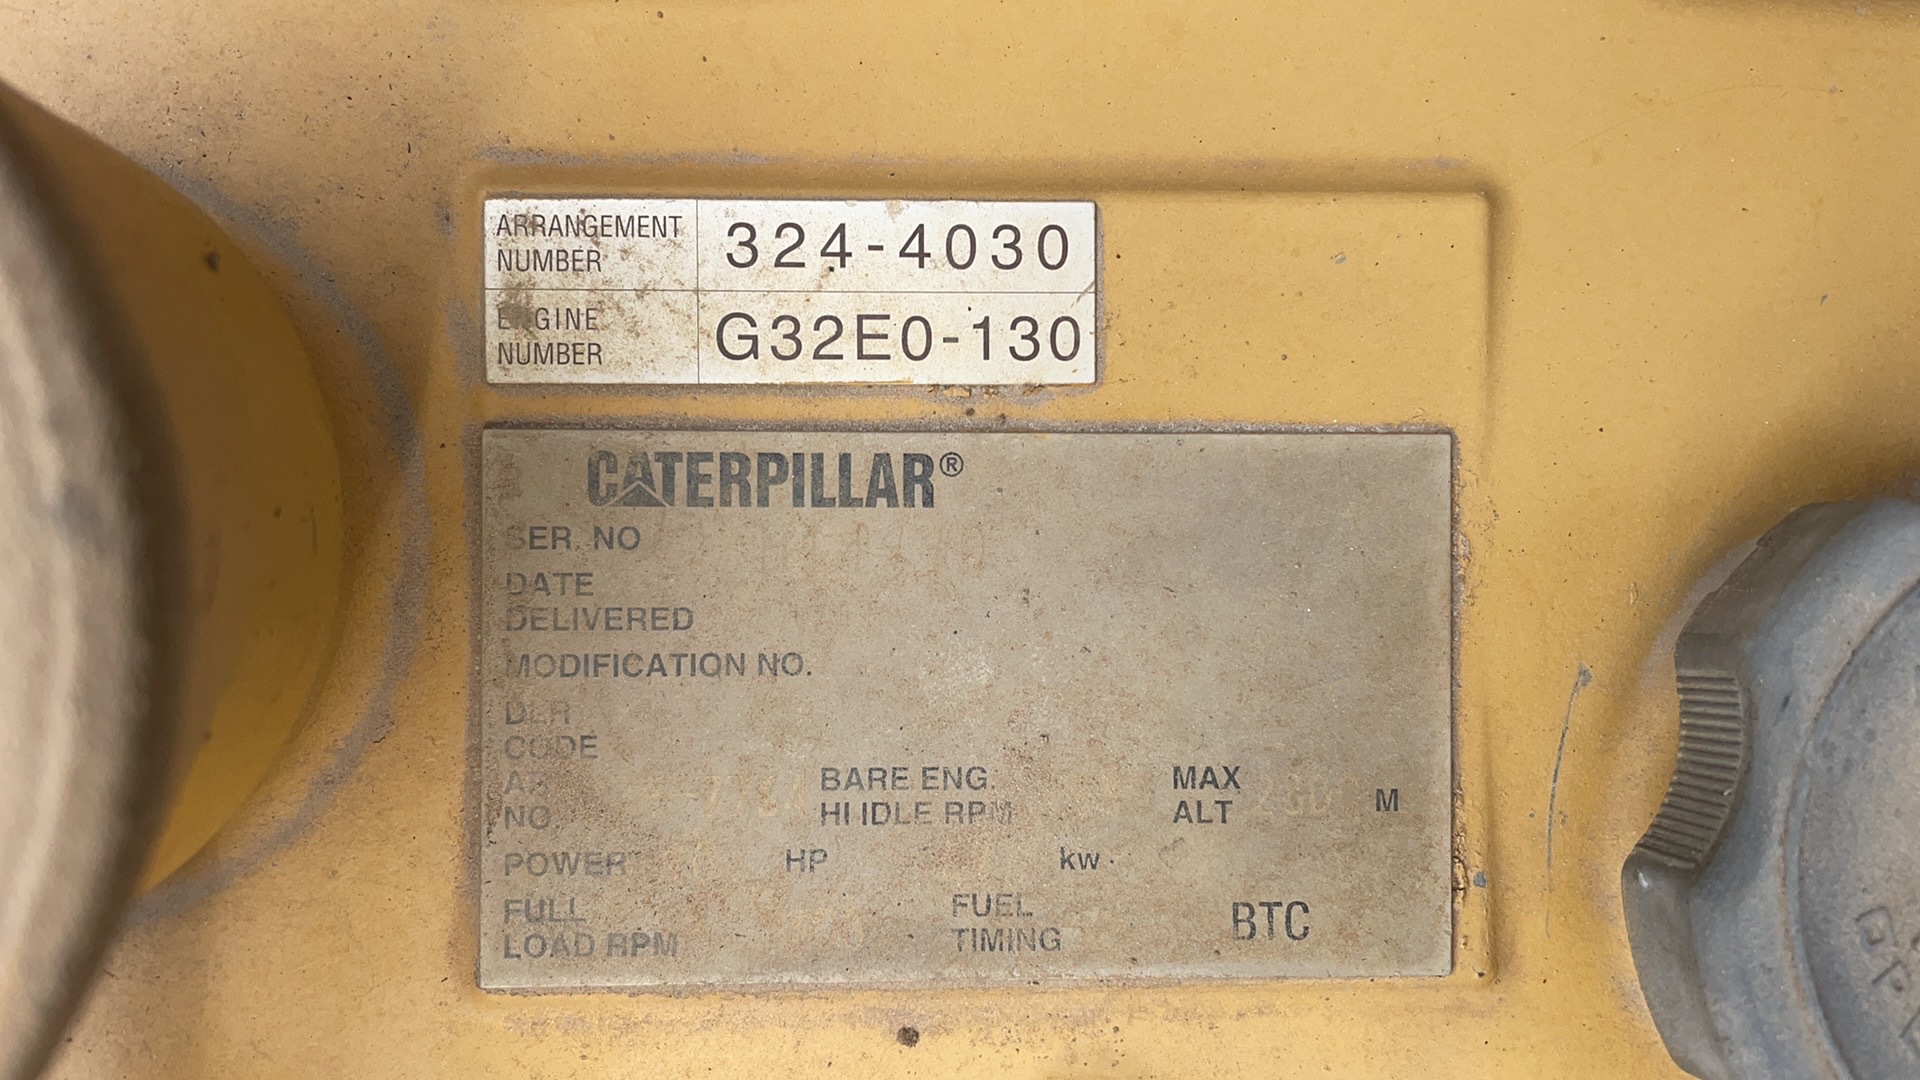 ARRANGEMENT
NUMBER
324-4030
ENGINE
NUMBER
G32E0-130
CATERPILLAR®
SER. NO
DATE
DELIVERED
MODIFICATION NO.
DLR
CODE
AR
NO.
BARE ENG.
HI IDLE RPM
MAX
ALT
M
POWER
HP
kw
FULL
LOAD RPM
FUEL
TIMING
BTC